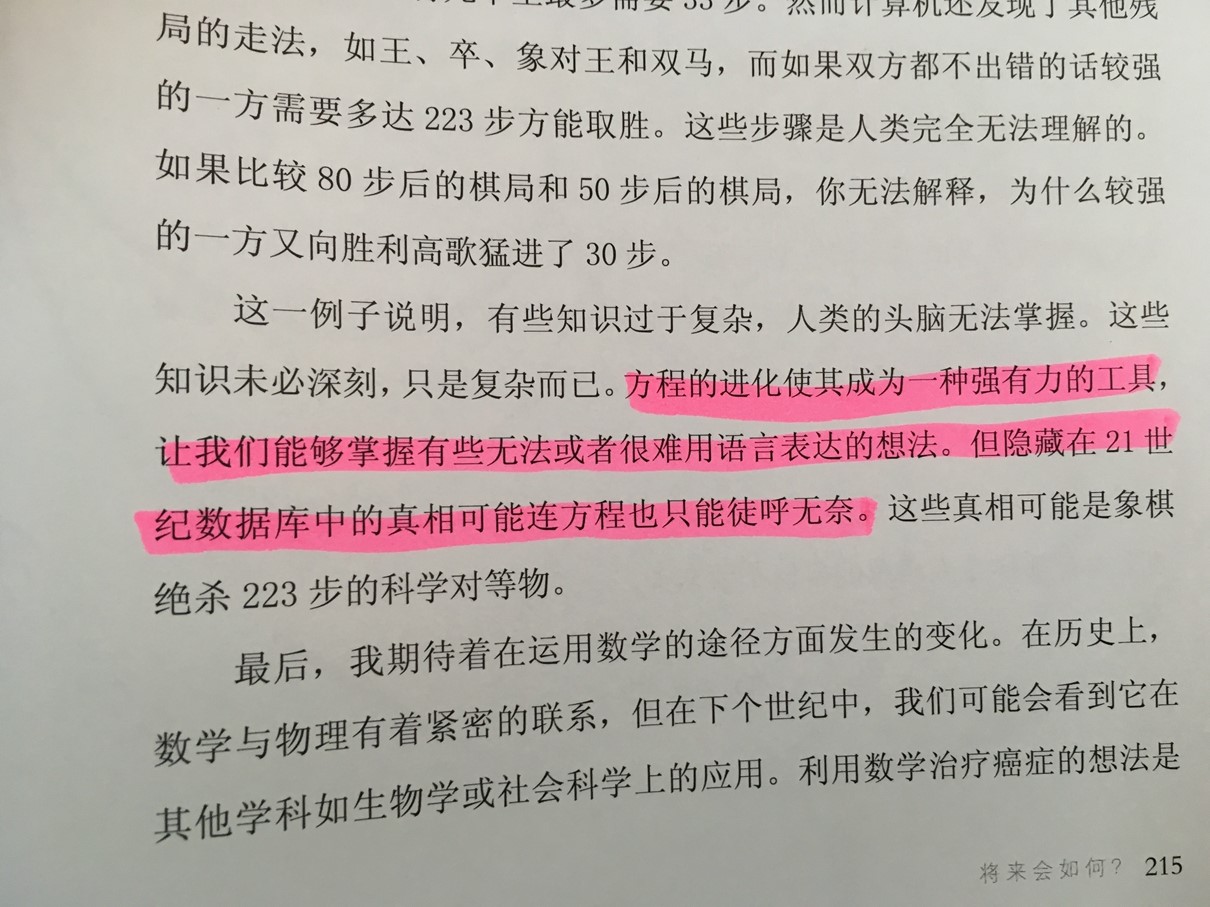 最多需要 33 步。然而计算机还发现了其他残
局的走法，如王、卒、象对王和双马，而如果双方都不出错的话较强
的一方需要多达 223 步方能取胜。这些步骤是人类完全无法理解的。
如果比较 80 步后的棋局和 50 步后的棋局，你无法解释，为什么较强
的一方又向胜利高歌猛进了 30 步。
这一例子说明，有些知识过于复杂，人类的头脑无法掌握。这些
知识未必深刻，只是复杂而已。方程的进化使其成为一种强有力的工具，
让我们能够掌握有些无法或者很难用语言表达的想法。但隐藏在 21 世
纪数据库中的真相可能连方程也只能徒呼无奈。这些真相可能是象棋
绝杀 223 步的科学对等物。
最后，我期待着在运用数学的途径方面发生的变化。在历史上，
数学与物理有着紧密的联系，但在下个世纪中，我们可能会看到它在
其他学科如生物学或社会科学上的应用。利用数学治疗癌症的想法是
将来会如何？ 215